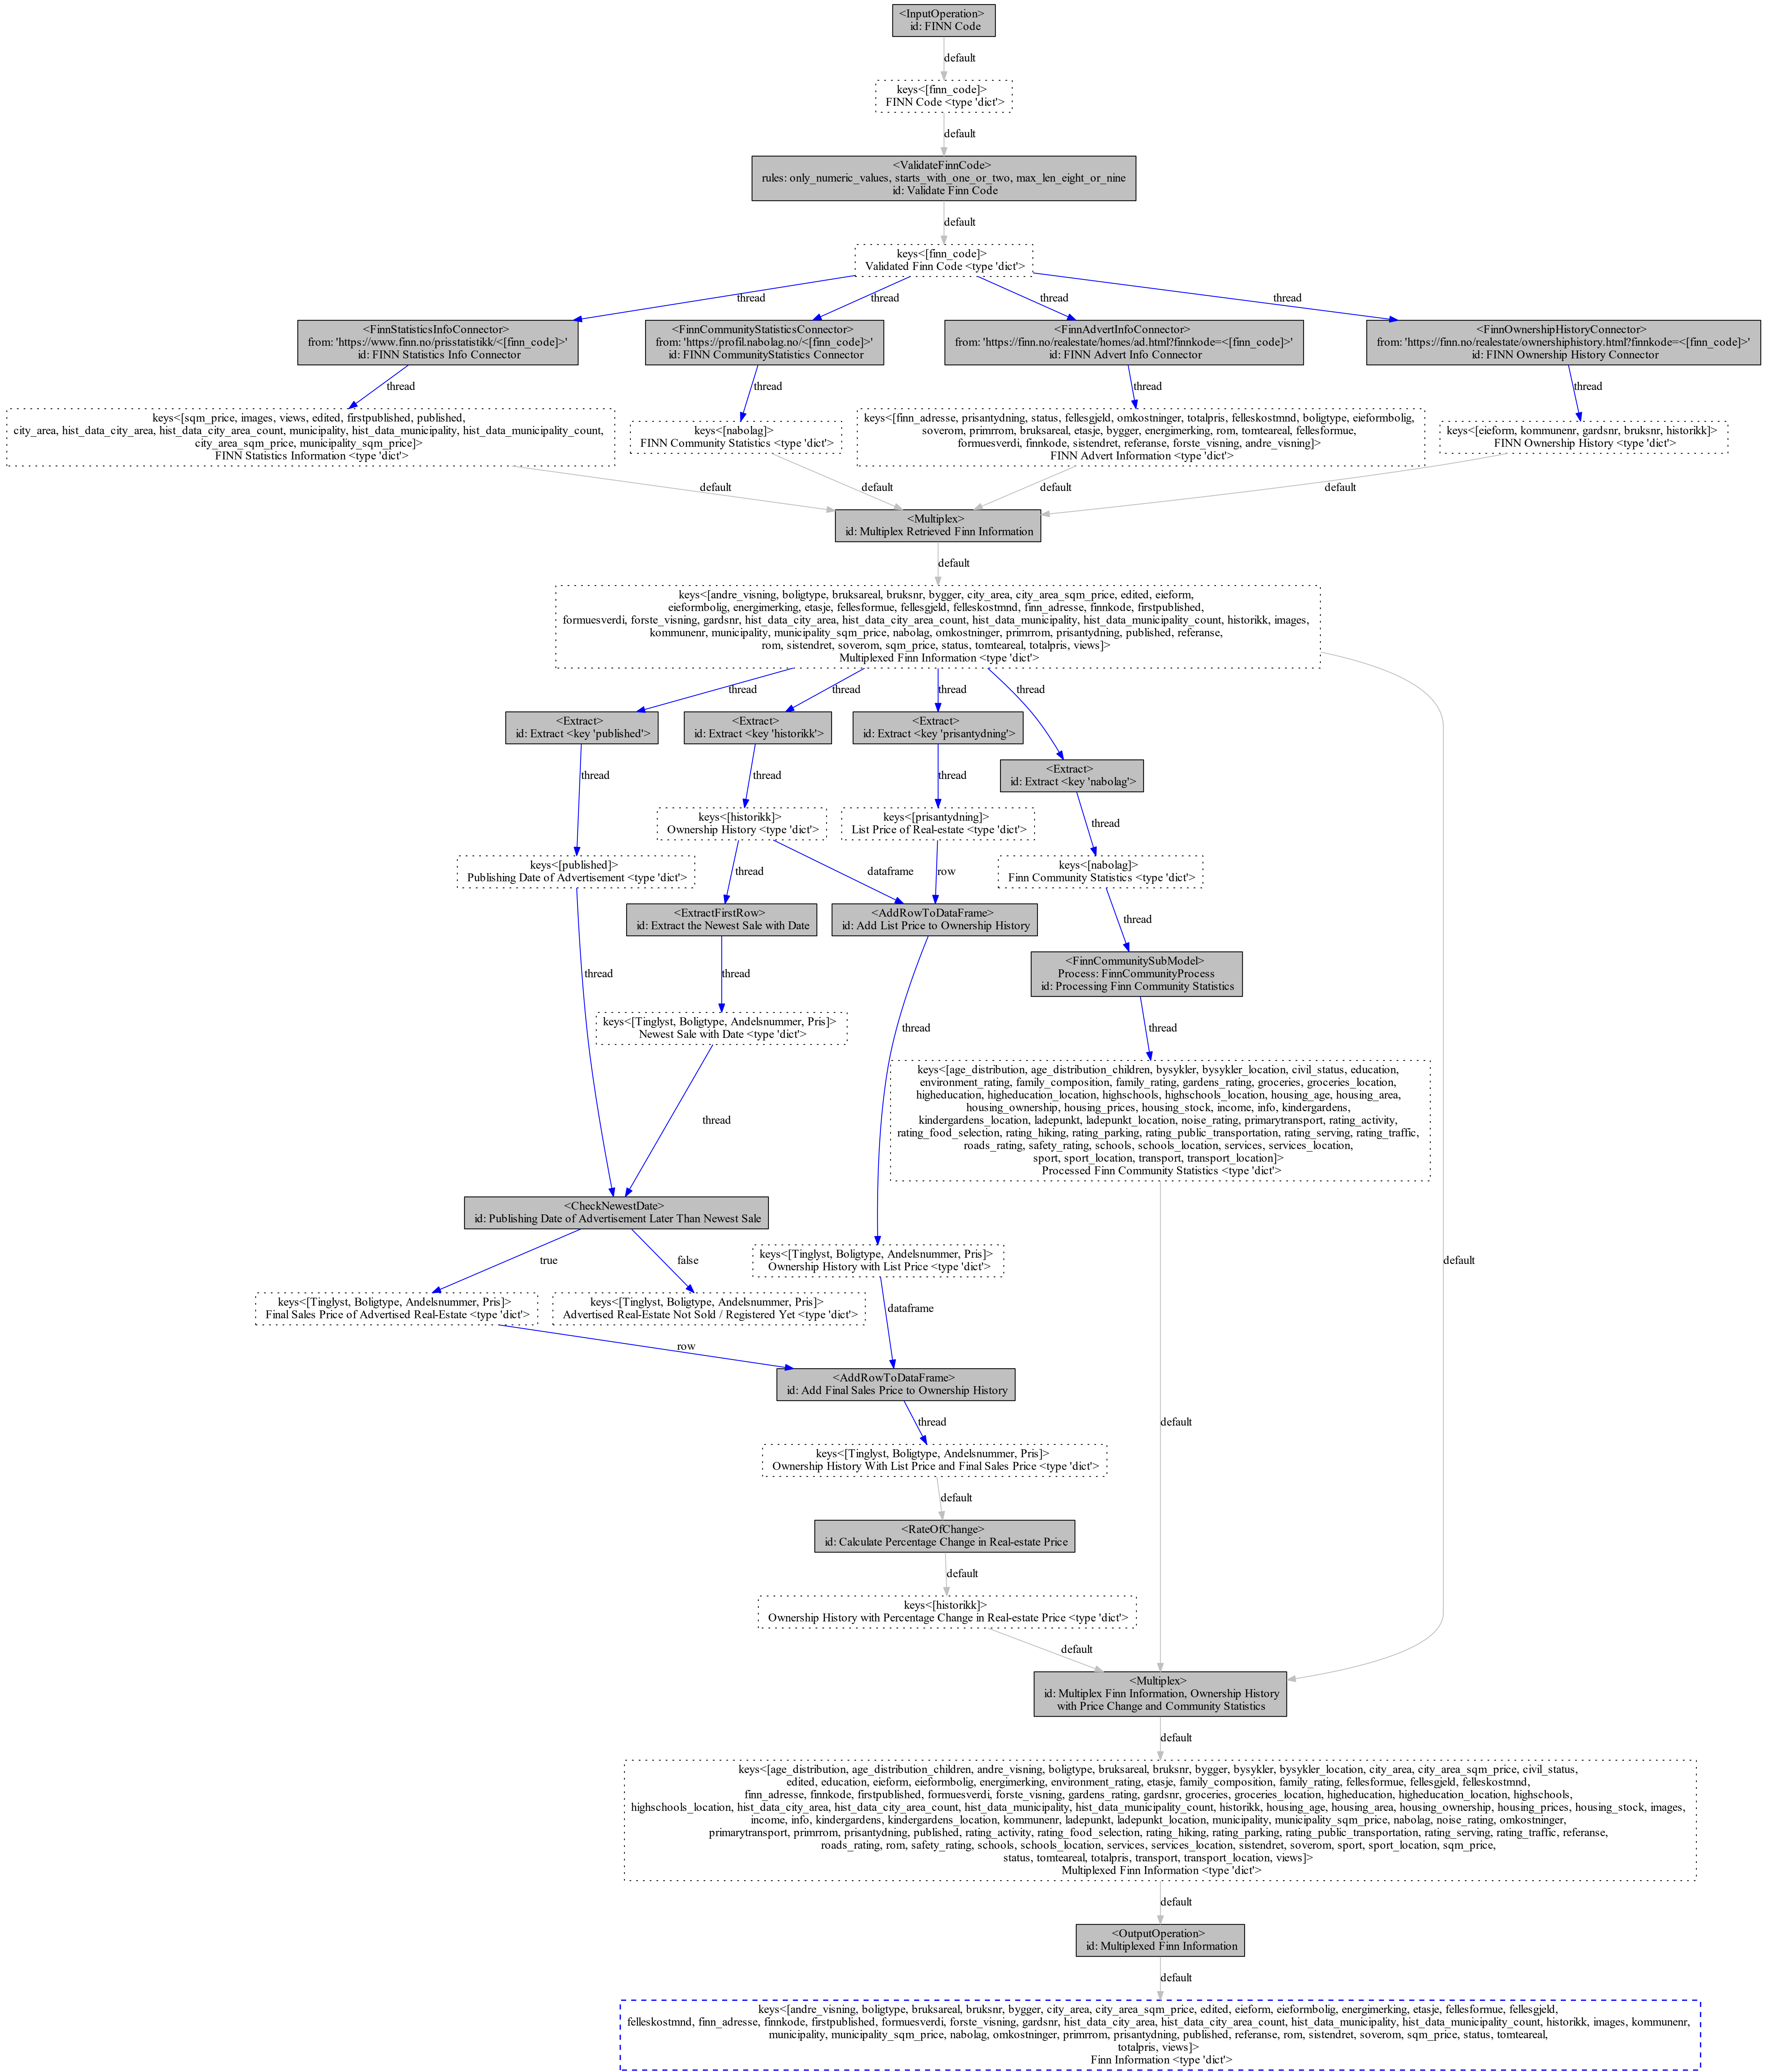 <InputOperation>
id: FINN Code
default
keys<[finn_code]>
FINN Code <type 'dict'>
default
<ValidateFinnCode>
rules: only_numeric_values, starts_with_one_or_two, max_len_eight_or_nine
id: Validate Finn Code
default
keys<[finn_code]>
Validated Finn Code <type 'dict'>
thread
thread
thread
thread
<FinnStatisticsInfoConnector>
from: 'https://www.finn.no/prisstatistikk/<[finn_code]>'
id: FINN Statistics Info Connector
<FinnCommunityStatisticsConnector>
from: 'https://profil.nabolag.no/<[finn_code]>'
id: FINN CommunityStatistics Connector
<FinnAdvertInfoConnector>
from: 'https://finn.no/realestate/homes/ad.html?finnkode=<[finn_code]>'
id: FINN Advert Info Connector
<FinnOwnershipHistoryConnector>
from: 'https://finn.no/realestate/ownershiphistory.html?finnkode=<[finn_code]>'
id: FINN Ownership History Connector
thread
thread
thread
thread
keys<[sqm_price, images, views, edited, firstpublished, published,
city_area, hist_data_city_area, hist_data_city_area_count, municipality, hist_data_municipality, hist_data_municipality_count,
city_area_sqm_price, municipality_sqm_price]>
FINN Statistics Information <type 'dict'>
keys<[nabolag]>
FINN Community Statistics <type 'dict'>
keys<[finn_adresse, prisantydning, status, fellesgjeld, omkostninger, totalpris, felleskostmnd, boligtype, eieformbolig,
soverom, primrrom, bruksareal, etasje, bygger, energimerking, rom, tomteareal, fellesformue,
formuesverdi, finnkode, sistendret, referanse, forste_visning, andre_visning]>
FINN Advert Information <type 'dict'>
keys<[eieform, kommunenr, gardsnr, bruksnr, historikk]>
FINN Ownership History <type 'dict'>
default
default
default
default
<Multiplex>
id: Multiplex Retrieved Finn Information
default
keys<[andre_visning, boligtype, bruksareal, bruksnr, bygger, city_area, city_area_sqm_price, edited, eieform,
eieformbolig, energimerking, etasje, fellesformue, fellesgjeld, felleskostmnd, finn_adresse, finnkode, firstpublished,
formuesverdi, forste_visning, gardsnr, hist_data_city_area, hist_data_city_area_count, hist_data_municipality, hist_data_municipality_count, historikk, images,
kommunenr, municipality, municipality_sqm_price, nabolag, omkostninger, primrrom, prisantydning, published, referanse,
rom, sistendret, soverom, sqm_price, status, tomteareal, totalpris, views]>
Multiplexed Finn Information <type 'dict'>
thread
thread
thread
thread
<Extract>
id: Extract <key 'published'>
<Extract>
id: Extract <key 'historikk'>
<Extract>
id: Extract <key 'prisantydning'>
<Extract>
id: Extract <key 'nabolag'>
thread
thread
thread
thread
keys<[historikk]>
Ownership History <type 'dict'>
keys<[prisantydning]>
List Price of Real-estate <type 'dict'>
keys<[published]>
Publishing Date of Advertisement <type 'dict'>
keys<[nabolag]>
Finn Community Statistics <type 'dict'>
thread
dataframe
row
thread
<ExtractFirstRow>
id: Extract the Newest Sale with Date
<AddRowToDataFrame>
id: Add List Price to Ownership History
<FinnCommunitySubModel>
Process: FinnCommunityProcess
id: Processing Finn Community Statistics
thread
thread
thread
thread
keys<[Tinglyst, Boligtype, Andelsnummer, Pris]>
Newest Sale with Date <type 'dict'>
keys<[age_distribution, age_distribution_children, bysykler, bysykler_location, civil_status, education,
environment_rating, family_composition, family_rating, gardens_rating, groceries, groceries_location,
higheducation, higheducation_location, highschools, highschools_location, housing_age, housing_area,
housing_ownership, housing_prices, housing_stock, income, info, kindergardens,
kindergardens_location, ladepunkt, ladepunkt_location, noise_rating, primarytransport, rating_activity,
rating_food_selection, rating_hiking, rating_parking, rating_public_transportation, rating_serving, rating_traffic,
roads_rating, safety_rating, schools, schools_location, services, services_location,
sport, sport_location, transport, transport_location]>
Processed Finn Community Statistics <type 'dict'>
thread
<CheckNewestDate>
id: Publishing Date of Advertisement Later Than Newest Sale
true
false
default
keys<[Tinglyst, Boligtype, Andelsnummer, Pris]>
Ownership History with List Price <type 'dict'>
keys<[Tinglyst, Boligtype, Andelsnummer, Pris]>
Final Sales Price of Advertised Real-Estate <type 'dict'>
keys<[Tinglyst, Boligtype, Andelsnummer, Pris]>
Advertised Real-Estate Not Sold / Registered Yet <type 'dict'>
dataframe
row
<AddRowToDataFrame>
id: Add Final Sales Price to Ownership History
thread
default
keys<[Tinglyst, Boligtype, Andelsnummer, Pris]>
Ownership History With List Price and Final Sales Price <type 'dict'>
default
<RateOfChange>
id: Calculate Percentage Change in Real-estate Price
default
keys<[historikk]>
Ownership History with Percentage Change in Real-estate Price <type 'dict'>
default
<Multiplex>
id: Multiplex Finn Information, Ownership History
with Price Change and Community Statistics
default
keys<[age_distribution, age_distribution_children, andre_visning, boligtype, bruksareal, bruksnr, bygger, bysykler, bysykler_location, city_area, city_area_sqm_price, civil_status,
edited, education, eieform, eieformbolig, energimerking, environment_rating, etasje, family_composition, family_rating, fellesformue, fellesgjeld, felleskostmnd,
finn_adresse, finnkode, firstpublished, formuesverdi, forste_visning, gardens_rating, gardsnr, groceries, groceries_location, higheducation, higheducation_location, highschools,
highschools_location, hist_data_city_area, hist_data_city_area_count, hist_data_municipality, hist_data_municipality_count, historikk, housing_age, housing_area, housing_ownership, housing_prices, housing_stock, images,
income, info, kindergardens, kindergardens_location, kommunenr, ladepunkt, ladepunkt_location, municipality, municipality_sqm_price, nabolag, noise_rating, omkostninger,
primarytransport, primrrom, prisantydning, published, rating_activity, rating_food_selection, rating_hiking, rating_parking, rating_public_transportation, rating_serving, rating_traffic, referanse,
roads_rating, rom, safety_rating, schools, schools_location, services, services_location, sistendret, soverom, sport, sport_location, sqm_price,
status, tomteareal, totalpris, transport, transport_location, views]>
Multiplexed Finn Information <type 'dict'>
default
<OutputOperation>
id: Multiplexed Finn Information
default
keys<[andre_visning, boligtype, bruksareal, bruksnr, bygger, city_area, city_area_sqm_price, edited, eieform, eieformbolig, energimerking, etasje, fellesformue, fellesgjeld,
felleskostmnd, finn_adresse, finnkode, firstpublished, formuesverdi, forste_visning, gardsnr, hist_data_city_area, hist_data_city_area_count, hist_data_municipality, hist_data_municipality_count, historikk, images, kommunenr,
municipality, municipality_sqm_price, nabolag, omkostninger, primrrom, prisantydning, published, referanse, rom, sistendret, soverom, sqm_price, status, tomteareal,
totalpris, views]>
Finn Information <type 'dict'>